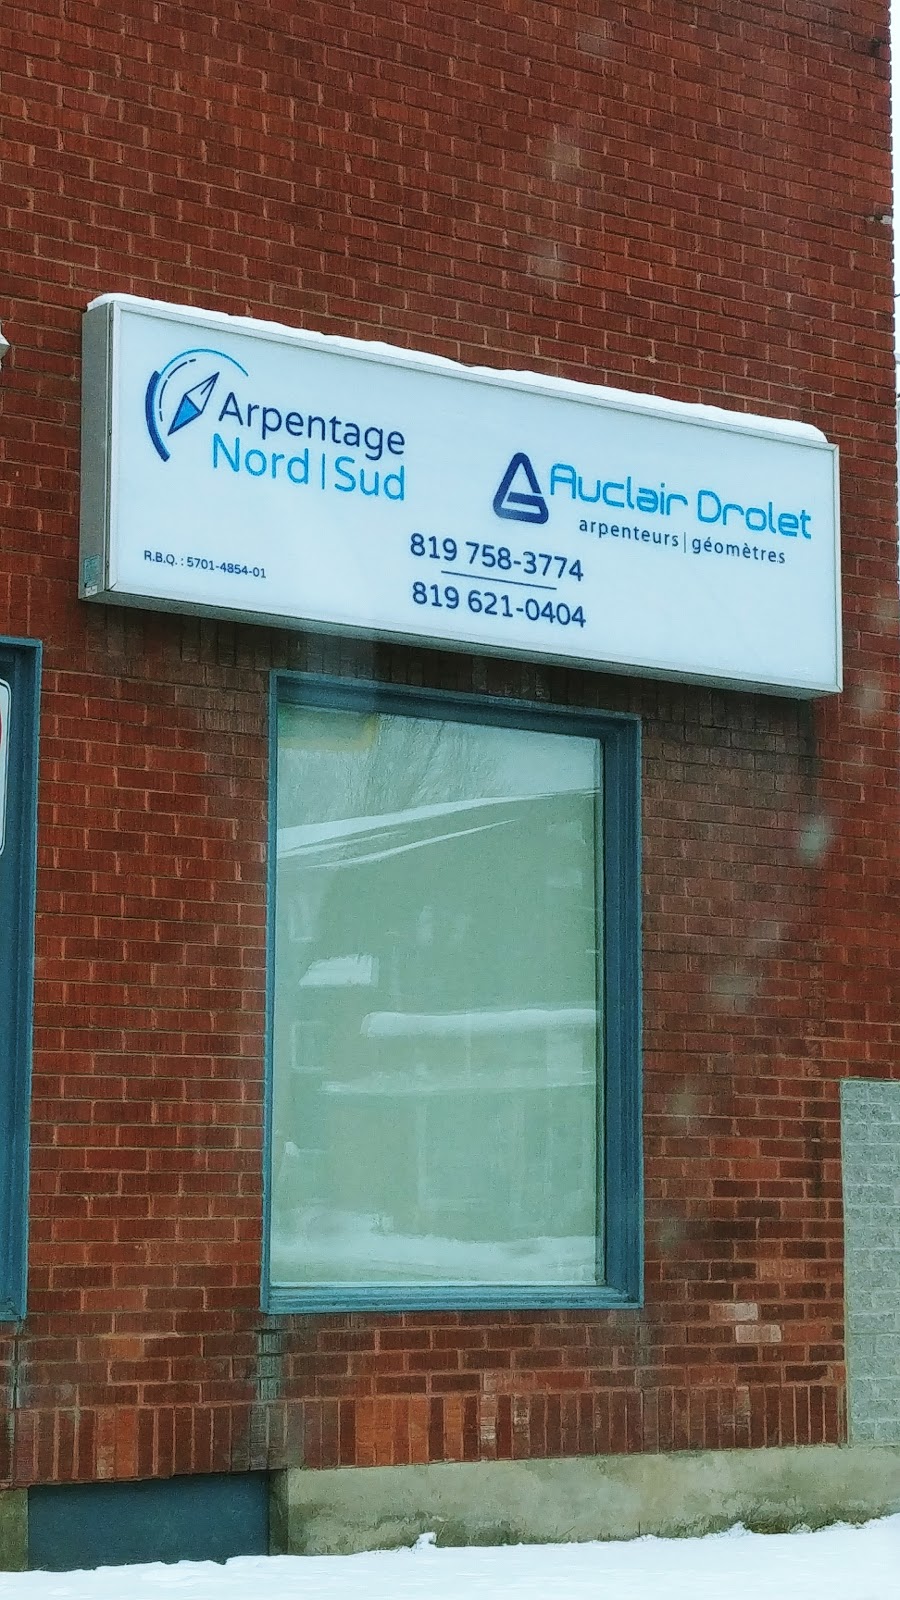 Arpentage
Nord | Sud
Auclair Drolet
arpenteurs | géomètres
819 758-3774
819 621-0404
R.B.Q. : 5701-4854-01